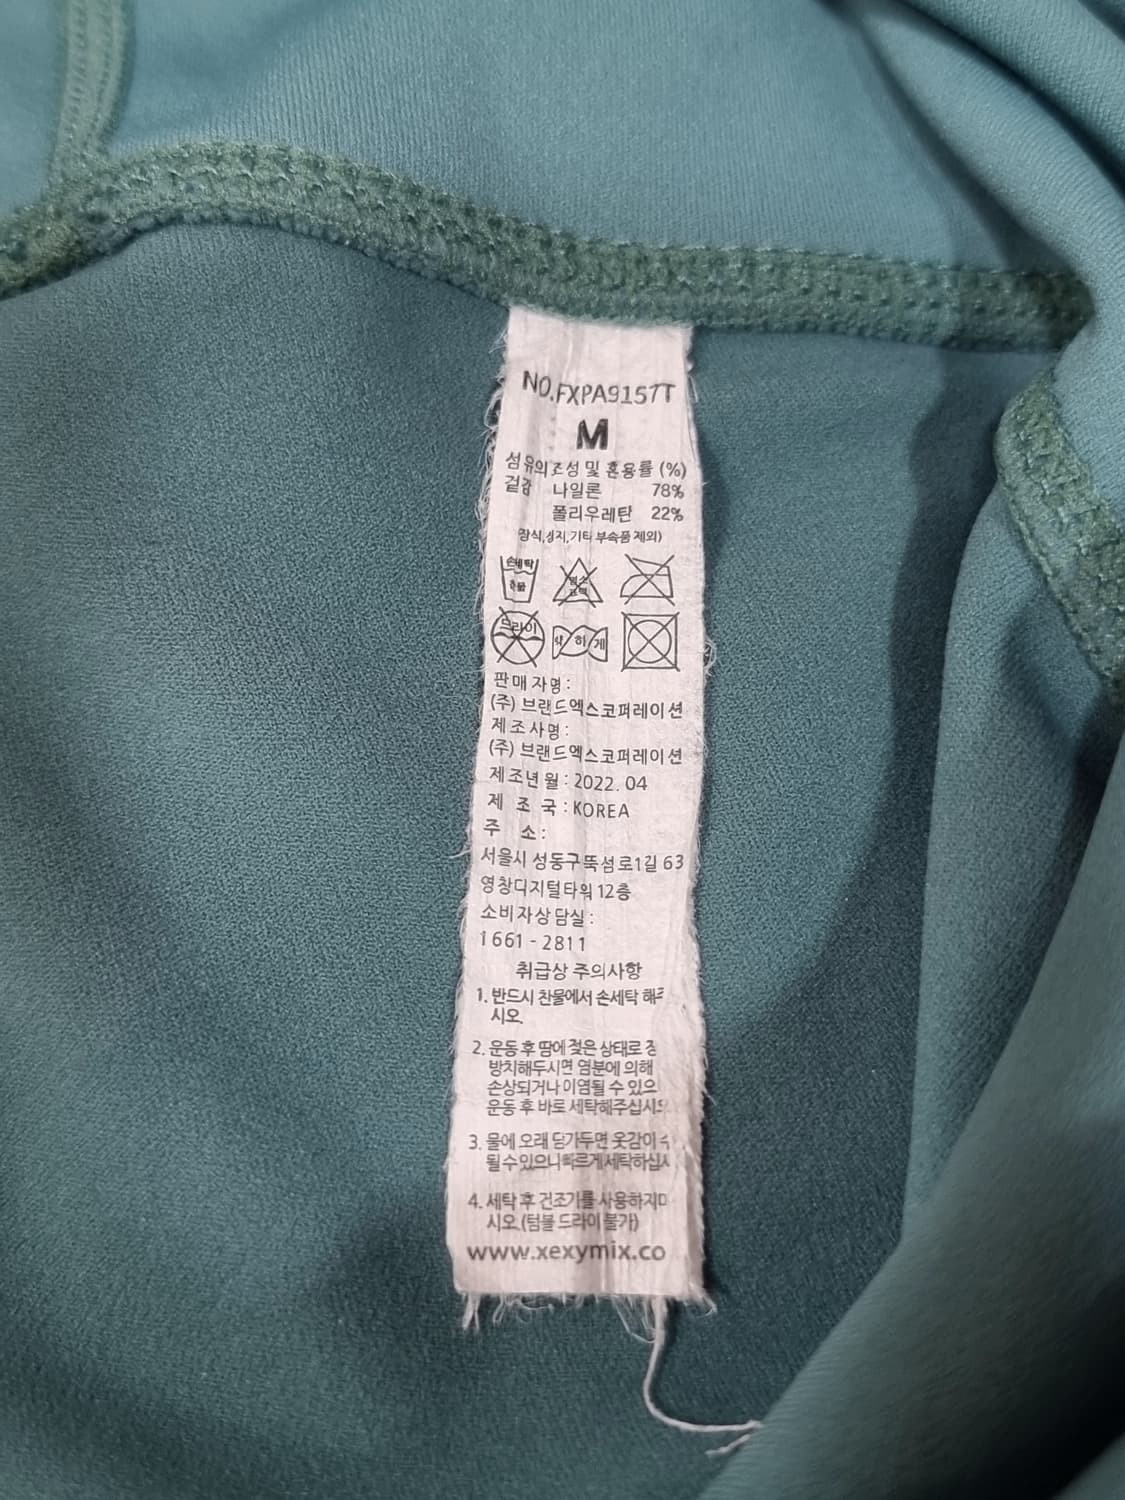 NO.FXPA9157T
M
섬유의 조성 및 혼용률 (%)
겉감 나일론 78%
폴리우레탄 22%
장식,성지,기타 부속품 제외)
손세탁
찬물
염소
표백
드라이
약하게
판매자명:
(주) 브랜드엑스코퍼레이션
제조사명:
(주) 브랜드엑스코퍼레이션
제조년월: 2022. 04
제 조 국: KOREA
주 소:
서울시 성동구 뚝섬로1길 63
영창디지털타워 12층
소비자상담실:
1661 - 2811
취급상 주의사항
1. 반드시 찬물에서 손세탁 해주
시오.
2. 운동 후 땀에 젖은 상태로 장
방치해두시면 염분에 의해
손상되거나 이염될 수 있으
운동 후 바로 세탁해주십시오
3. 물에 오래 담가두면 옷감이
될 수 있으니 빠르게 세탁하십시
4. 세탁 후 건조기를 사용하지마
시오.(텀블 드라이 불가)
www.xexymix.co